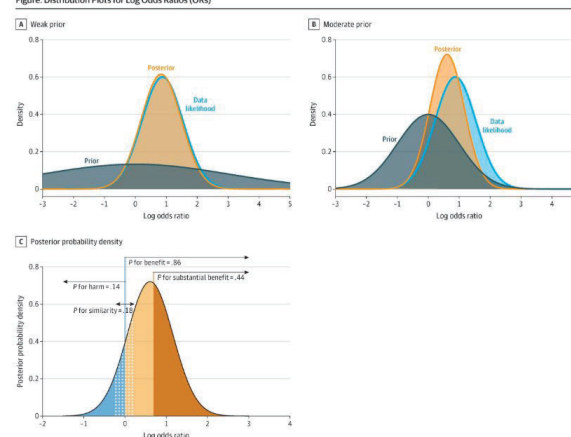 Figure. Distribution Plots for Log Odds Ratios (ORs)
A Weak prior
0.8
0.6
0.4
0.2
0
Density
Posterior
Data
likelihood
Prior
-3 -2 -1 0 1 2 3 4 5
Log odds ratio
B Moderate prior
0.8
0.6
0.4
0.2
0
Density
Posterior
Data
likelihood
Prior
-3 -2 -1 0 1 2 3 4
Log odds ratio
C Posterior probability density
0.8
0.6
0.4
0.2
0
Posterior probability density
P for benefit = .86
P for substantial benefit = .44
P for harm = .14
P for similarity = .18
-2 -1 0 1 2 3 4
Log odds ratio